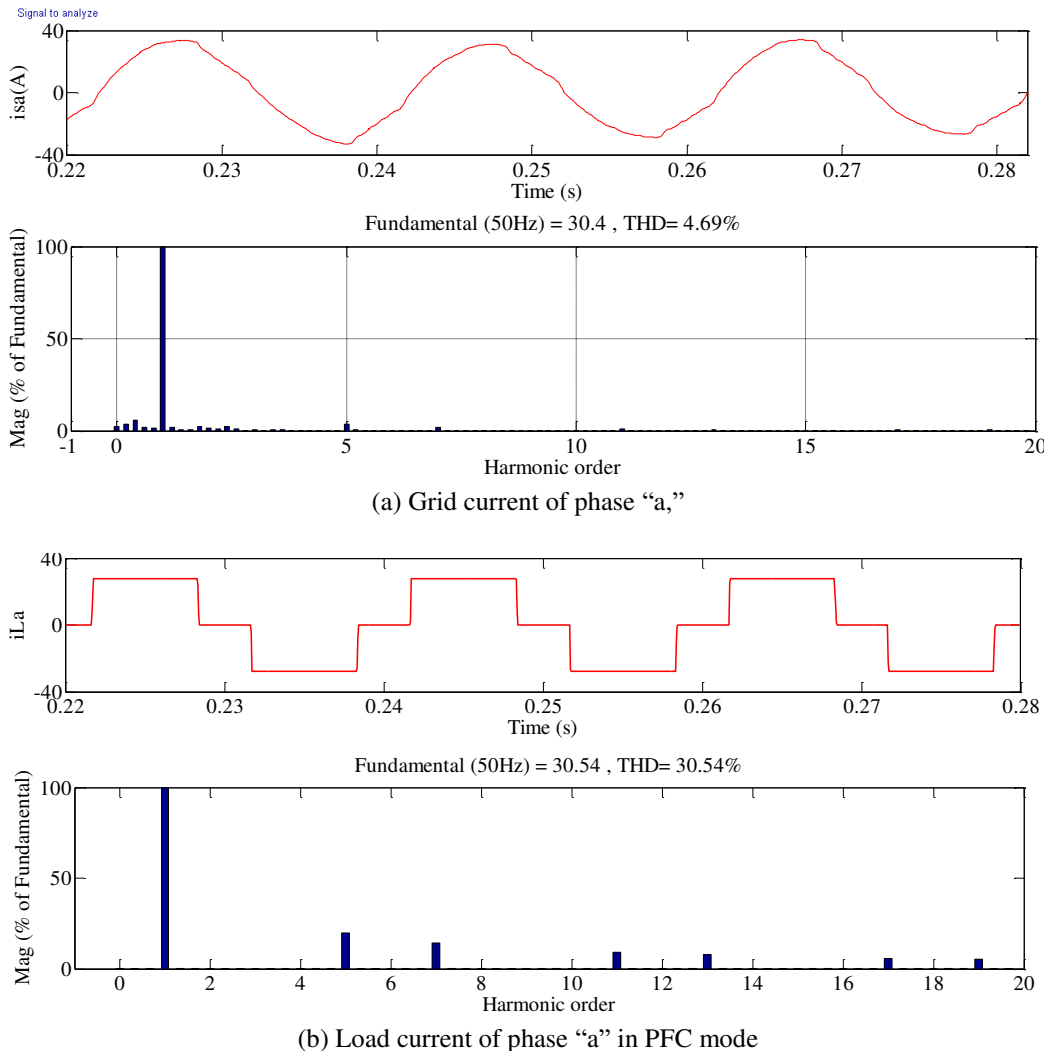 Signal to analyze
isa(A)
40
0
-40
0.22 0.23 0.24 0.25 0.26 0.27 0.28
Time (s)
Fundamental (50Hz) = 30.4 , THD= 4.69%
Mag (% of Fundamental)
100
50
0
-1 0 5 10 15 20
Harmonic order
(a) Grid current of phase “a,”
iLa
40
0
-40
0.22 0.23 0.24 0.25 0.26 0.27 0.28
Time (s)
Fundamental (50Hz) = 30.54 , THD= 30.54%
Mag (% of Fundamental)
100
50
0
0 2 4 6 8 10 12 14 16 18 20
Harmonic order
(b) Load current of phase “a” in PFC mode